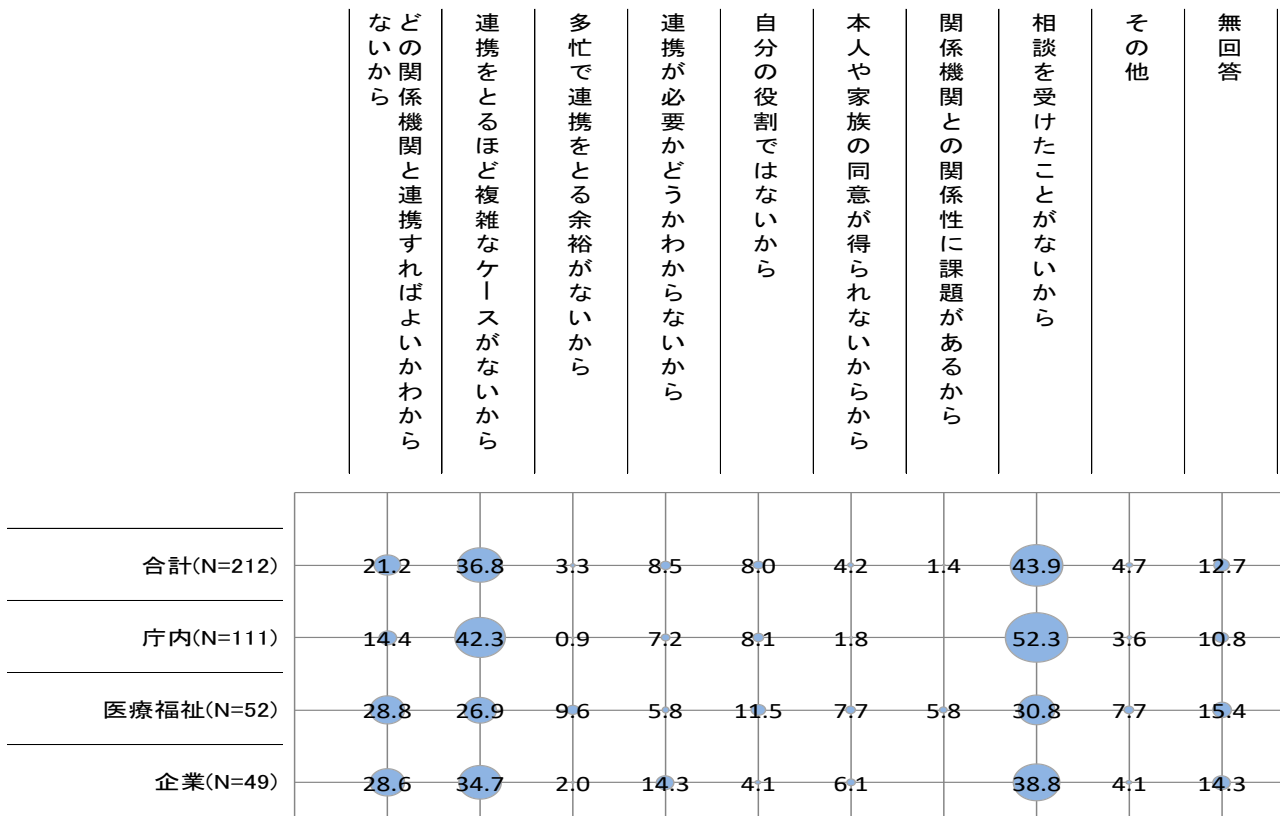 どの関係機関と連携すればよいかわから
ないから
連携をとるほど複雑なケースがないから
多忙で連携をとる余裕がないから
連携が必要かどうかわからないから
自分の役割ではないから
本人や家族の同意が得られないからから
関係機関との関係性に課題があるから
相談を受けたことがないから
その他
無回答
合計(N=212) 21.2 36.8 3.3 8.5 8.0 4.2 1.4 43.9 4.7 12.7
庁内(N=111) 14.4 42.3 0.9 7.2 8.1 1.8 52.3 3.6 10.8
医療福祉(N=52) 28.8 26.9 9.6 5.8 11.5 7.7 5.8 30.8 7.7 15.4
企業(N=49) 28.6 34.7 2.0 14.3 4.1 6.1 38.8 4.1 14.3